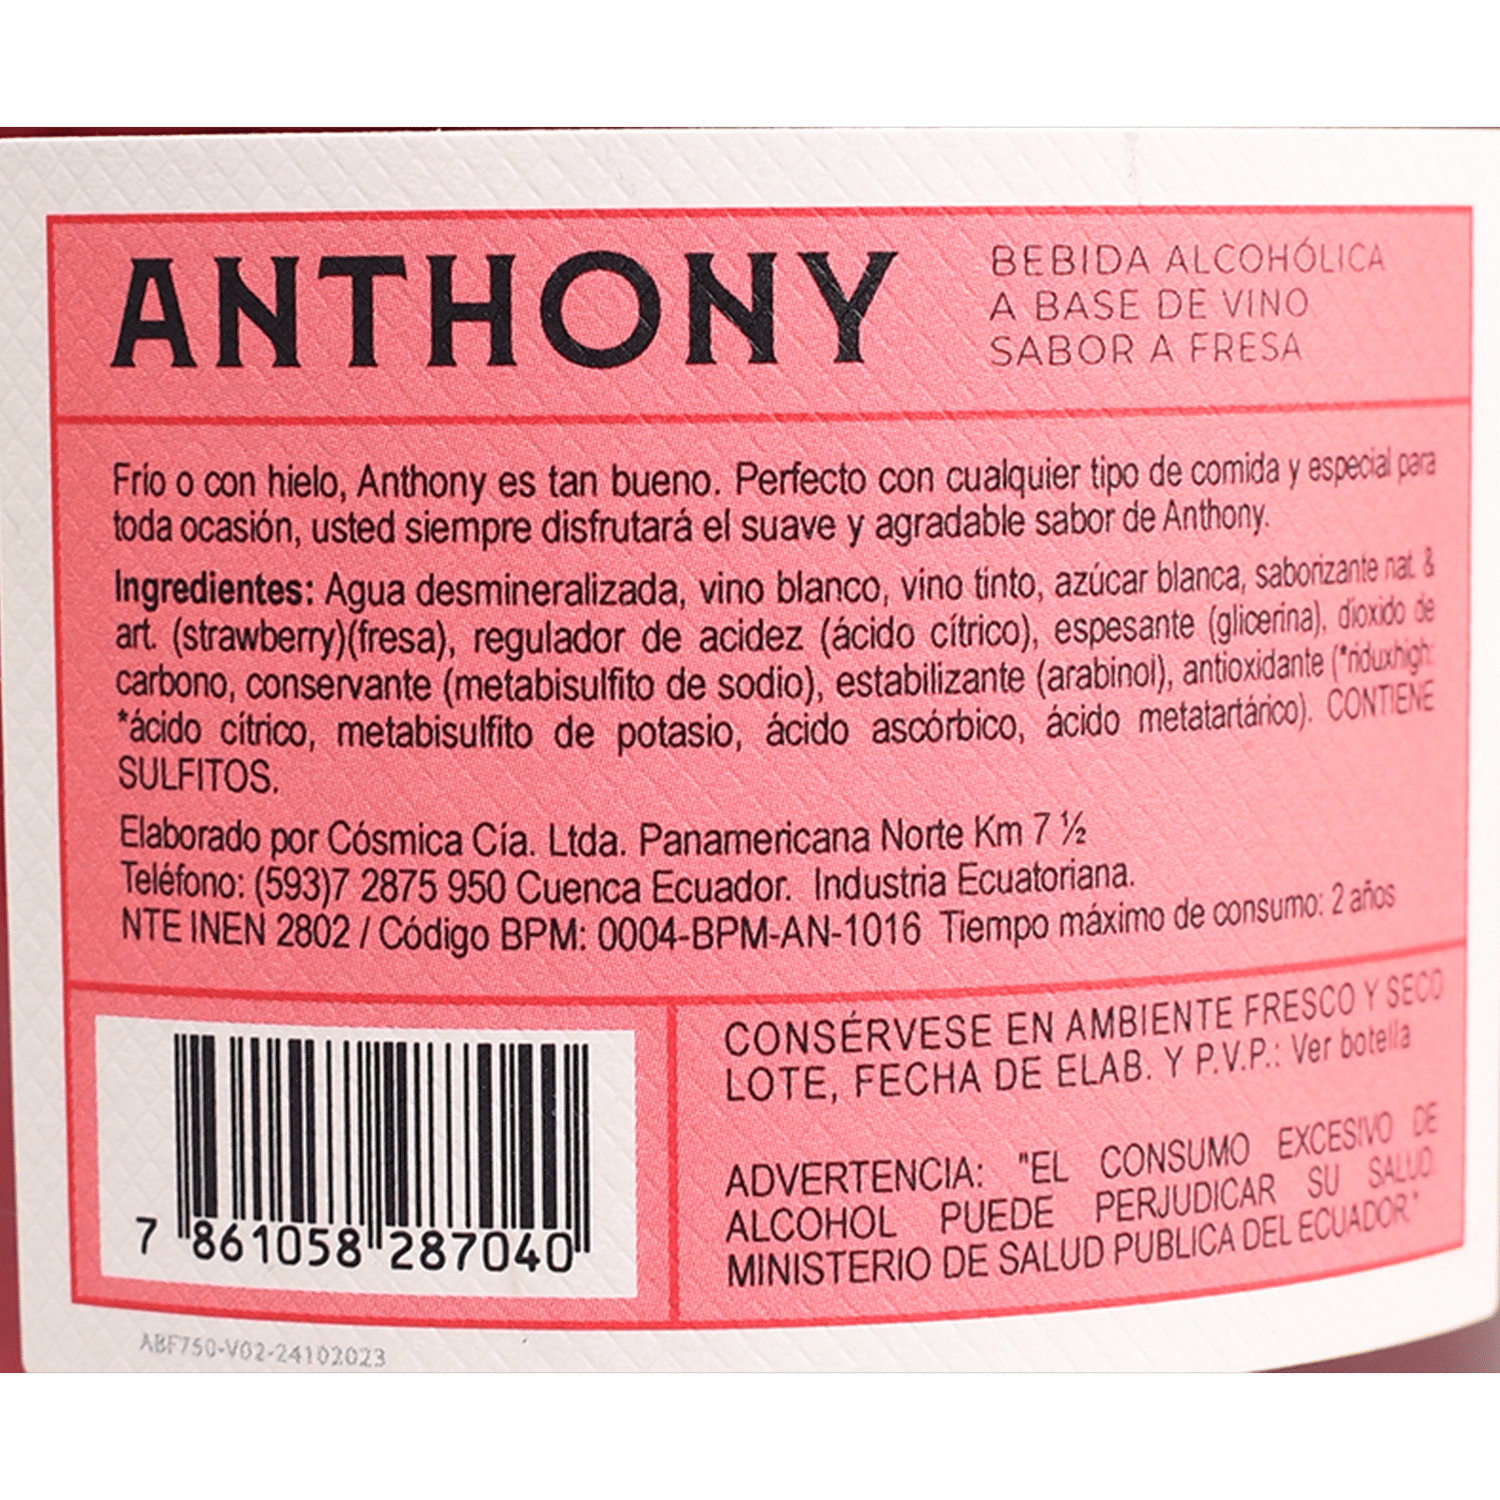 ANTHONY
BEBIDA ALCOHÓLICA
A BASE DE VINO
SABOR A FRESA
Frío o con hielo, Anthony es tan bueno. Perfecto con cualquier tipo de comida y especial para
toda ocasión, usted siempre disfrutará el suave y agradable sabor de Anthony.
Ingredientes: Agua desmineralizada, vino blanco, vino tinto, azúcar blanca, saborizante nat. &
art. (strawberry)(fresa), regulador de acidez (ácido cítrico), espesante (glicerina), dióxido de
carbono, conservante (metabisulfito de sodio), estabilizante (arabinol), antioxidante (*riduxhigh:
*ácido cítrico, metabisulfito de potasio, ácido ascórbico, ácido metatartárico). CONTIENE
SULFITOS.
Elaborado por Cósmica Cía. Ltda. Panamericana Norte Km 7 ½
Teléfono: (593)7 2875 950 Cuenca Ecuador. Industria Ecuatoriana.
NTE INEN 2802 / Código BPM: 0004-BPM-AN-1016 Tiempo máximo de consumo: 2 años
7 861058 287040
CONSÉRVESE EN AMBIENTE FRESCO Y SECO
LOTE, FECHA DE ELAB. Y P.V.P.: Ver botella
ADVERTENCIA: "EL CONSUMO EXCESIVO DE
ALCOHOL PUEDE PERJUDICAR SU SALUD.
MINISTERIO DE SALUD PUBLICA DEL ECUADOR."
ABF750-V02-24102023